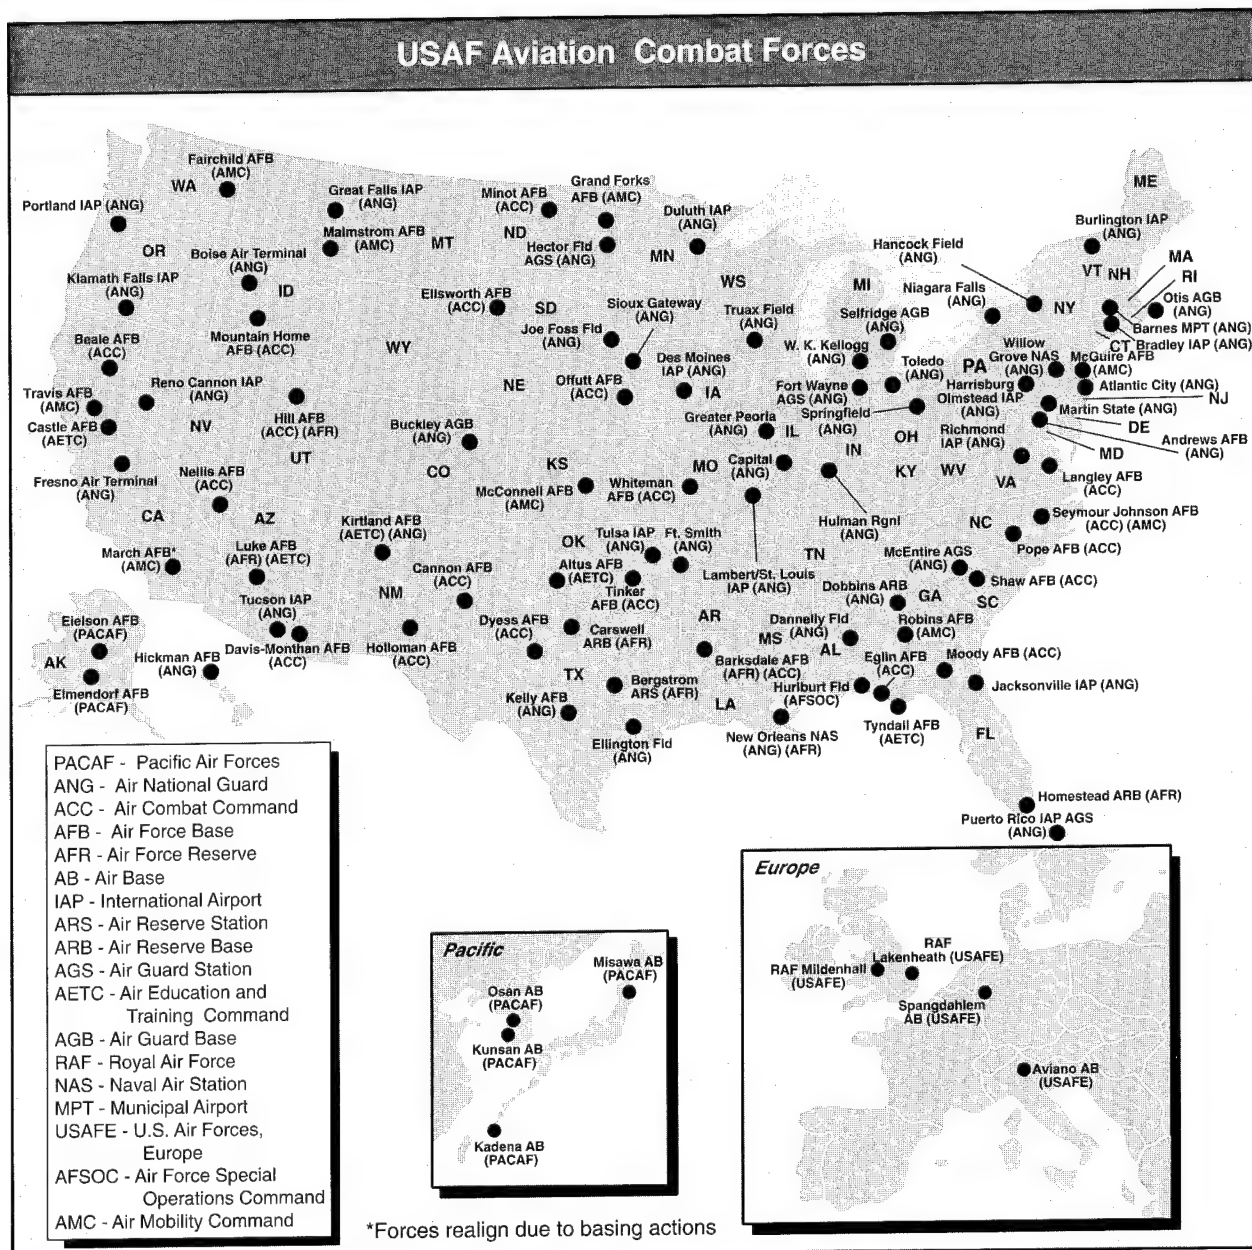 USAF Aviation Combat Forces
Fairchild AFB
(AMC)
WA
Portland IAP (ANG)
OR
Great Falls IAP
(ANG)
Malmstrom AFB
(AMC)
MT
Minot AFB
(ACC)
ND
Grand Forks
AFB (AMC)
Hector Fld
AGS (ANG)
Duluth IAP
(ANG)
MN
Boise Air Terminal
(ANG)
ID
Klamath Falls IAP
(ANG)
Mountain Home
AFB (ACC)
Ellsworth AFB
(ACC)
SD
Joe Foss Fld
(ANG)
Sioux Gateway
(ANG)
WS
Truax Field
(ANG)
MI
Selfridge AGB
(ANG)
W. K. Kellogg
(ANG)
Hancock Field
(ANG)
Niagara Falls
(ANG)
NY
ME
Burlington IAP
(ANG)
VT
NH
MA
RI
Otis AGB
(ANG)
Barnes MPT (ANG)
CT
Bradley IAP (ANG)
Beale AFB
(ACC)
Travis AFB
(AMC)
Castle AFB
(AETC)
Reno Cannon IAP
(ANG)
NV
Hill AFB
(ACC) (AFR)
UT
WY
NE
Offutt AFB
(ACC)
Des Moines
IAP (ANG)
IA
Fort Wayne
AGS (ANG)
Toledo
(ANG)
Springfield
(ANG)
OH
PA
Willow
Grove NAS
(ANG)
McGuire AFB
(AMC)
Harrisburg
Olmstead IAP
(ANG)
Atlantic City (ANG)
NJ
Martin State (ANG)
DE
Andrews AFB
(ANG)
MD
Richmond
IAP (ANG)
Langley AFB
(ACC)
VA
WV
KY
IN
Greater Peoria
(ANG)
IL
Capital
(ANG)
Buckley AGB
(ANG)
CO
KS
McConnell AFB
(AMC)
MO
Whiteman
AFB (ACC)
Fresno Air Terminal
(ANG)
CA
Nellis AFB
(ACC)
AZ
March AFB*
(AMC)
Luke AFB
(AFR) (AETC)
Tucson IAP
(ANG)
Davis-Monthan AFB
(ACC)
Kirtland AFB
(AETC) (ANG)
NM
Cannon AFB
(ACC)
Holloman AFB
(ACC)
OK
Tulsa IAP
(ANG)
Ft. Smith
(ANG)
Altus AFB
(AETC)
Tinker
AFB (ACC)
Lambert/St. Louis
IAP (ANG)
Hulman Rgnl
(ANG)
TN
NC
Seymour Johnson AFB
(ACC) (AMC)
Pope AFB (ACC)
McEntire AGS
(ANG)
Shaw AFB (ACC)
SC
Dobbins ARB
(ANG)
GA
Robins AFB
(AMC)
AR
MS
Dannelly Fld
(ANG)
AL
Dyess AFB
(ACC)
Carswell
ARB (AFR)
TX
Bergstrom
ARS (AFR)
Kelly AFB
(ANG)
Ellington Fld
(ANG)
Barksdale AFB
(AFR) (ACC)
LA
New Orleans NAS
(ANG) (AFR)
Hurlburt Fld
(AFSOC)
Eglin AFB
(ACC)
Tyndall AFB
(AETC)
Moody AFB (ACC)
Jacksonville IAP (ANG)
FL
Homestead ARB (AFR)
Puerto Rico IAP AGS
(ANG)
Eielson AFB
(PACAF)
AK
Elmendorf AFB
(PACAF)
Hickman AFB
(ANG)
PACAF - Pacific Air Forces
ANG - Air National Guard
ACC - Air Combat Command
AFB - Air Force Base
AFR - Air Force Reserve
AB - Air Base
IAP - International Airport
ARS - Air Reserve Station
ARB - Air Reserve Base
AGS - Air Guard Station
AETC - Air Education and
Training Command
AGB - Air Guard Base
RAF - Royal Air Force
NAS - Naval Air Station
MPT - Municipal Airport
USAFE - U.S. Air Forces,
Europe
AFSOC - Air Force Special
Operations Command
AMC - Air Mobility Command
Pacific
Misawa AB
(PACAF)
Osan AB
(PACAF)
Kunsan AB
(PACAF)
Kadena AB
(PACAF)
Europe
RAF
Lakenheath (USAFE)
RAF Mildenhall
(USAFE)
Spangdahlem
AB (USAFE)
Aviano AB
(USAFE)
*Forces realign due to basing actions